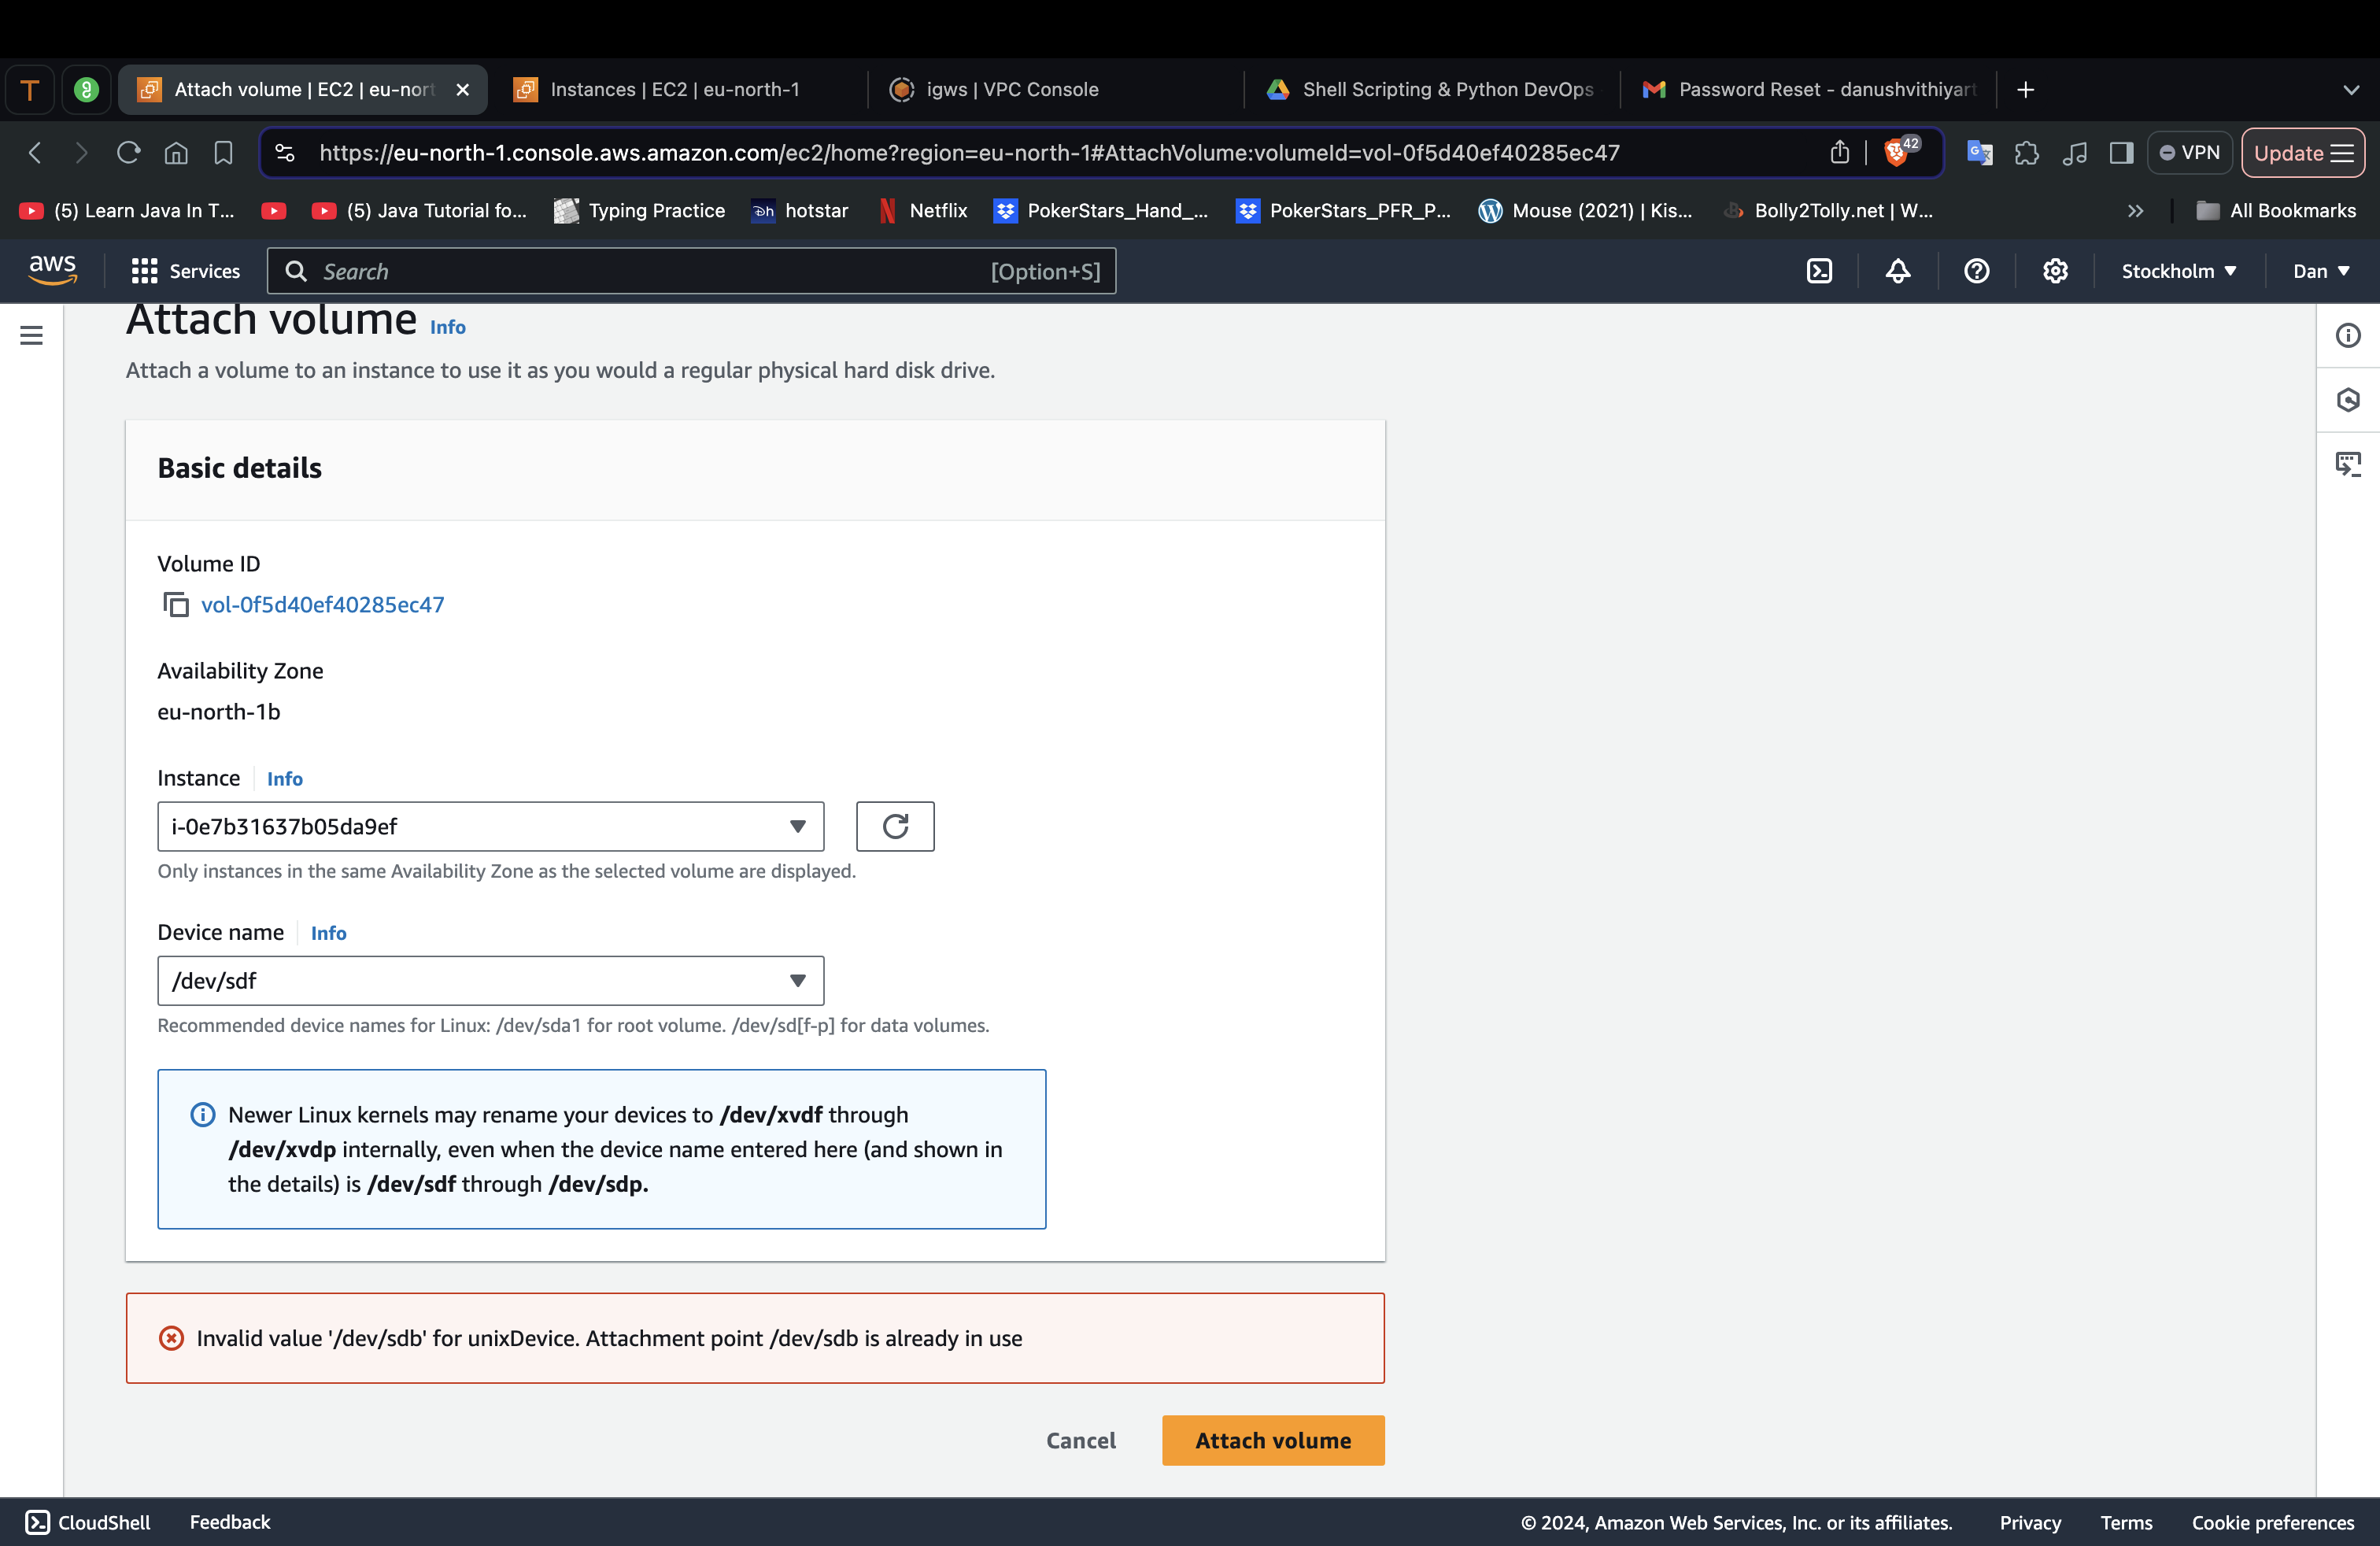 T
Attach volume | EC2 | eu-nort
Instances | EC2 | eu-north-1
igws | VPC Console
Shell Scripting & Python DevOps
Password Reset - danushvithiyart
https://eu-north-1.console.aws.amazon.com/ec2/home?region=eu-north-1#AttachVolume:volumeId=vol-0f5d40ef40285ec47
42
VPN
Update
(5) Learn Java In T...
(5) Java Tutorial fo...
Typing Practice
hotstar
Netflix
PokerStars_Hand_...
PokerStars_PFR_P...
Mouse (2021) | Kis...
Bolly2Tolly.net | W...
All Bookmarks
aws
Services
Search
[Option+S]
Stockholm
Dan
Attach volume Info
Attach a volume to an instance to use it as you would a regular physical hard disk drive.
Basic details
Volume ID
vol-0f5d40ef40285ec47
Availability Zone
eu-north-1b
Instance Info
i-0e7b31637b05da9ef
Only instances in the same Availability Zone as the selected volume are displayed.
Device name Info
/dev/sdf
Recommended device names for Linux: /dev/sda1 for root volume. /dev/sd[f-p] for data volumes.
Newer Linux kernels may rename your devices to /dev/xvdf through
/dev/xvdp internally, even when the device name entered here (and shown in
the details) is /dev/sdf through /dev/sdp.
Invalid value '/dev/sdb' for unixDevice. Attachment point /dev/sdb is already in use
Cancel
Attach volume
CloudShell
Feedback
© 2024, Amazon Web Services, Inc. or its affiliates.
Privacy
Terms
Cookie preferences